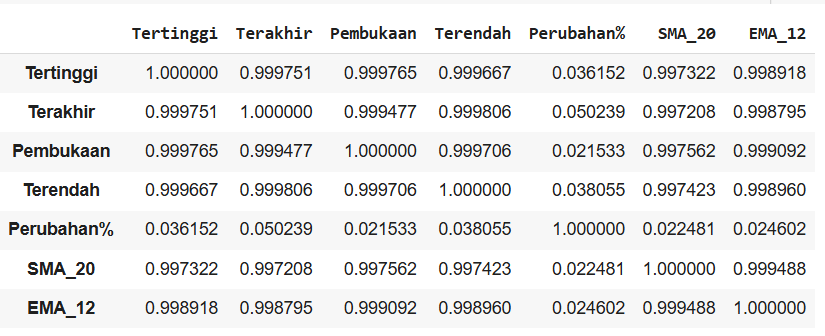 Tertinggi Terakhir Pembukaan Terendah Perubahan% SMA_20 EMA_12
Tertinggi 1.000000 0.999751 0.999765 0.999667 0.036152 0.997322 0.998918
Terakhir 0.999751 1.000000 0.999477 0.999806 0.050239 0.997208 0.998795
Pembukaan 0.999765 0.999477 1.000000 0.999706 0.021533 0.997562 0.999092
Terendah 0.999667 0.999806 0.999706 1.000000 0.038055 0.997423 0.998960
Perubahan% 0.036152 0.050239 0.021533 0.038055 1.000000 0.022481 0.024602
SMA_20 0.997322 0.997208 0.997562 0.997423 0.022481 1.000000 0.999488
EMA_12 0.998918 0.998795 0.999092 0.998960 0.024602 0.999488 1.000000